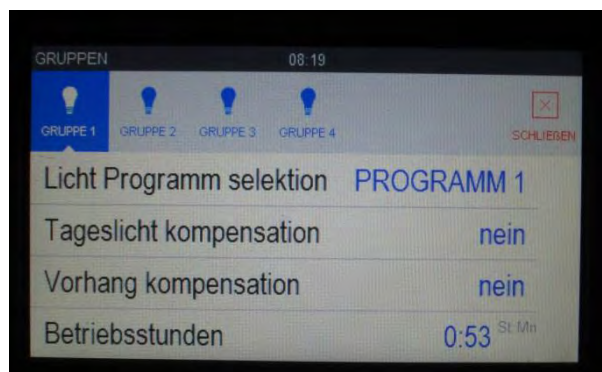 GRUPPEN 08:19
GRUPPE 1 GRUPPE 2 GRUPPE 3 GRUPPE 4 SCHLIEßEN
Licht Programm selektion PROGRAMM 1
Tageslicht kompensation nein
Vorhang kompensation nein
Betriebsstunden 0:53 St:Mn